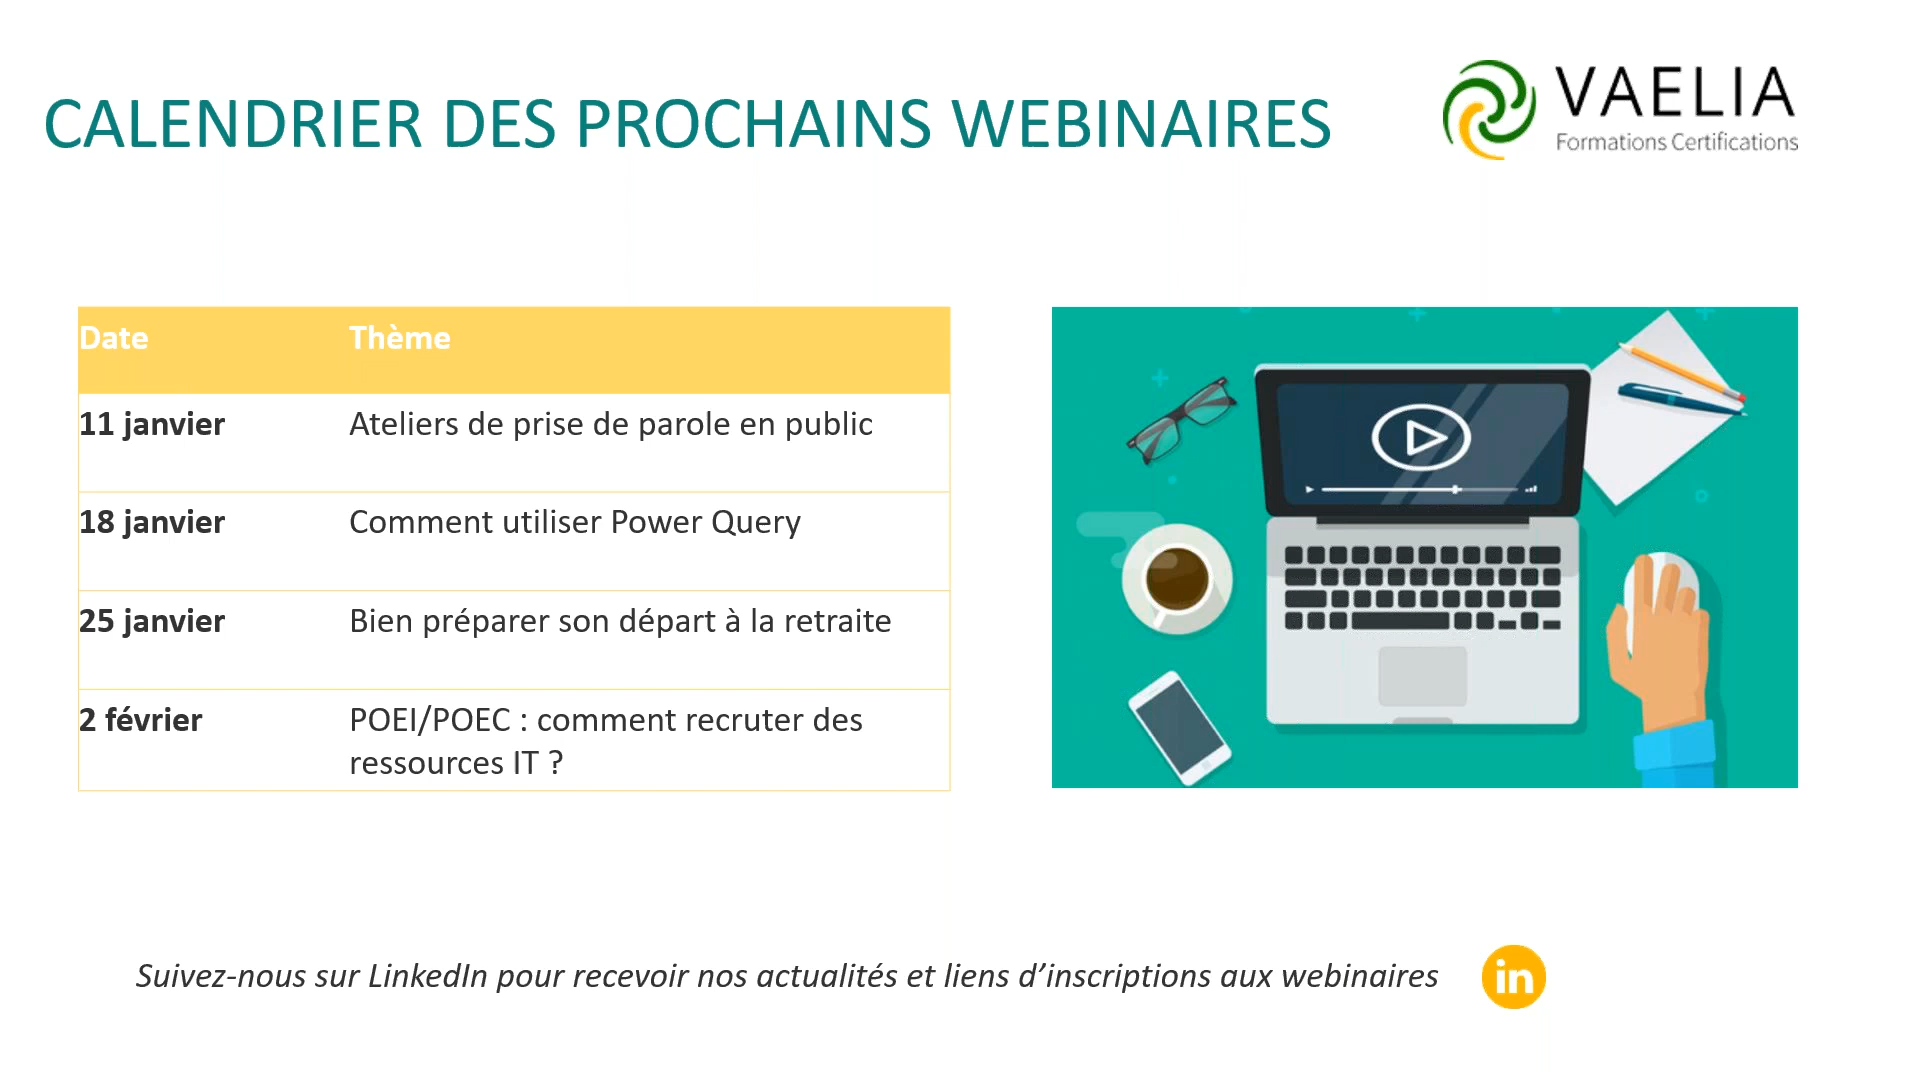 CALENDRIER DES PROCHAINS WEBINAIRES
VAELIA
Formations Certifications
Date Thème
11 janvier Ateliers de prise de parole en public
18 janvier Comment utiliser Power Query
25 janvier Bien préparer son départ à la retraite
2 février POEI/POEC : comment recruter des
ressources IT ?
Suivez-nous sur LinkedIn pour recevoir nos actualités et liens d’inscriptions aux webinaires
in